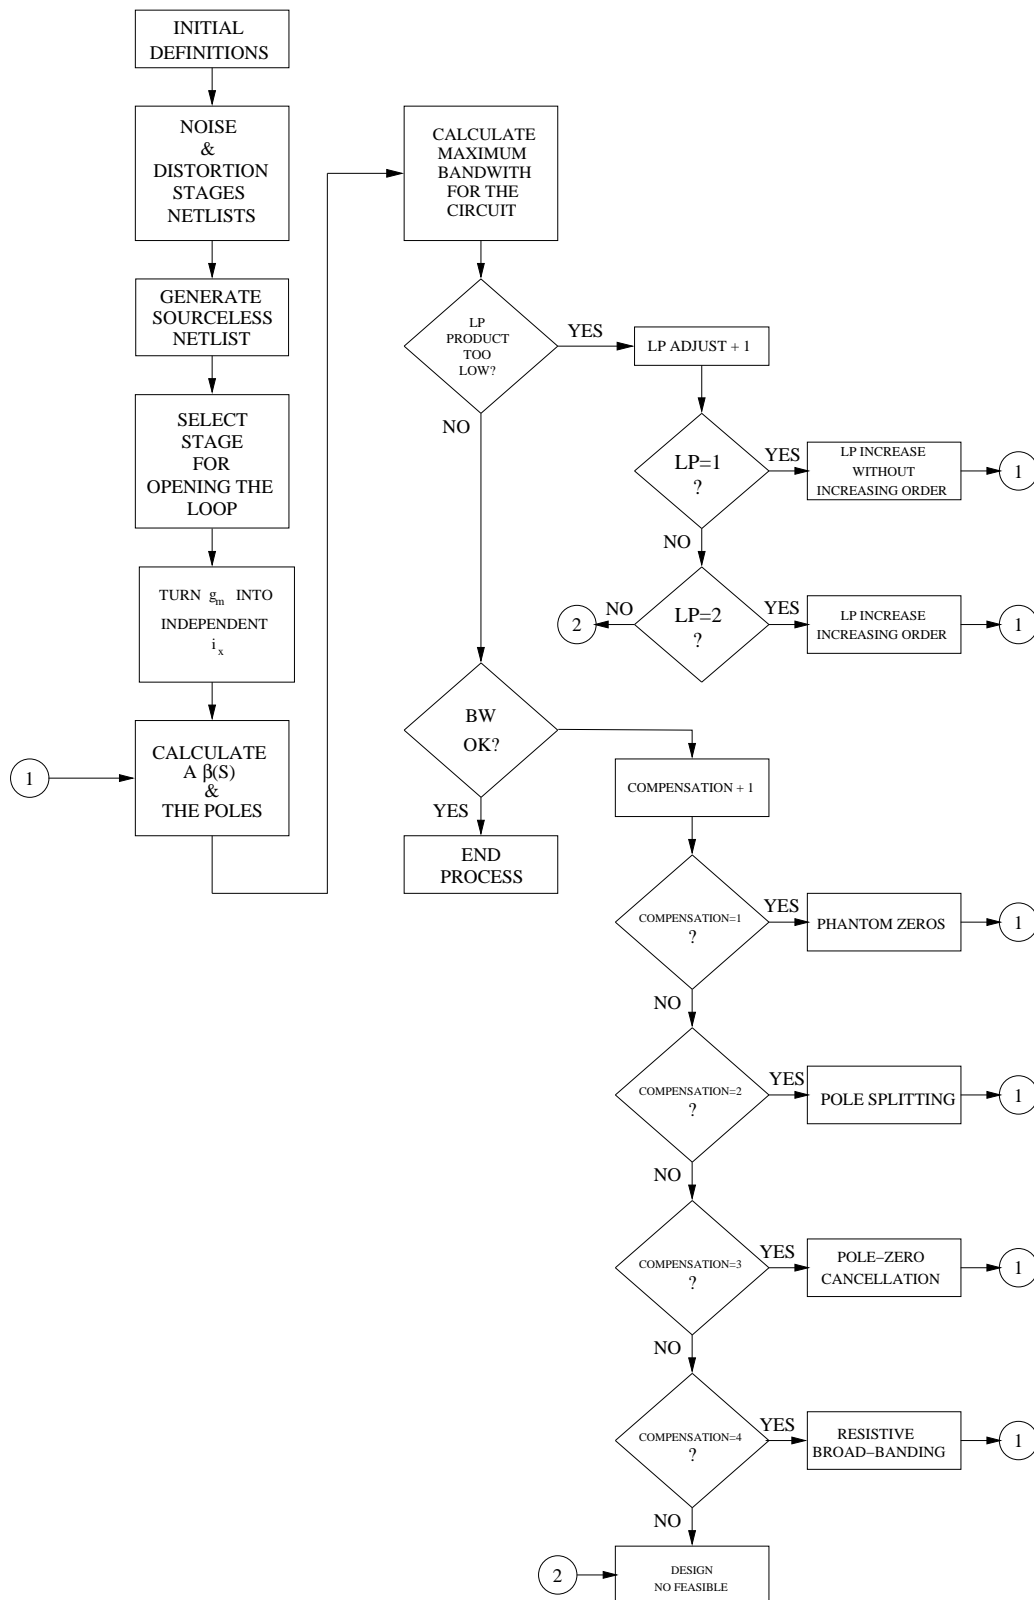 INITIAL
DEFINITIONS
NOISE
&
DISTORTION
STAGES
NETLISTS
GENERATE
SOURCELESS
NETLIST
SELECT
STAGE
FOR
OPENING THE
LOOP
TURN gm INTO
INDEPENDENT
ix
1
CALCULATE
A β(S)
&
THE POLES
CALCULATE
MAXIMUM
BANDWITH
FOR THE
CIRCUIT
LP
PRODUCT
TOO
LOW?
YES
NO
LP ADJUST + 1
LP=1
?
YES
LP INCREASE
WITHOUT
INCREASING ORDER
1
NO
LP=2
?
NO
2
YES
LP INCREASE
INCREASING ORDER
1
BW
OK?
YES
END
PROCESS
COMPENSATION + 1
COMPENSATION=1
?
YES
PHANTOM ZEROS
1
NO
COMPENSATION=2
?
YES
POLE SPLITTING
1
NO
COMPENSATION=3
?
YES
POLE−ZERO
CANCELLATION
1
NO
COMPENSATION=4
?
YES
RESISTIVE
BROAD−BANDING
1
NO
2
DESIGN
NO FEASIBLE